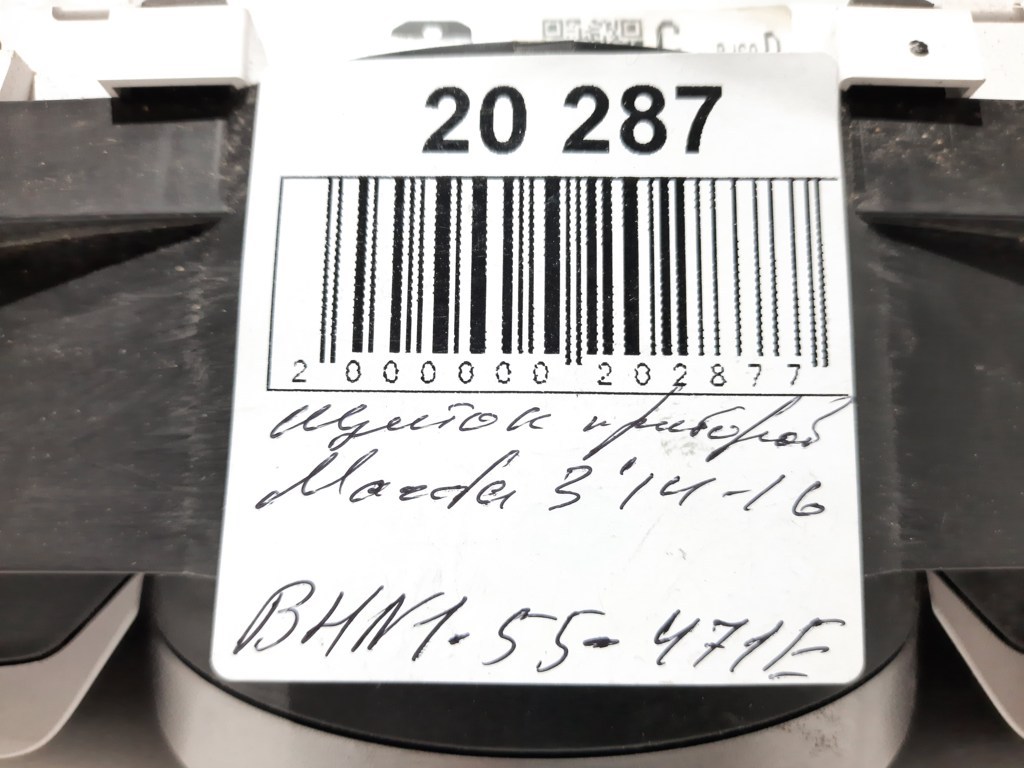 20 287
2 000000 202877
Щиток приборов
Mazda 3 '14-16
BHN1-55-471E